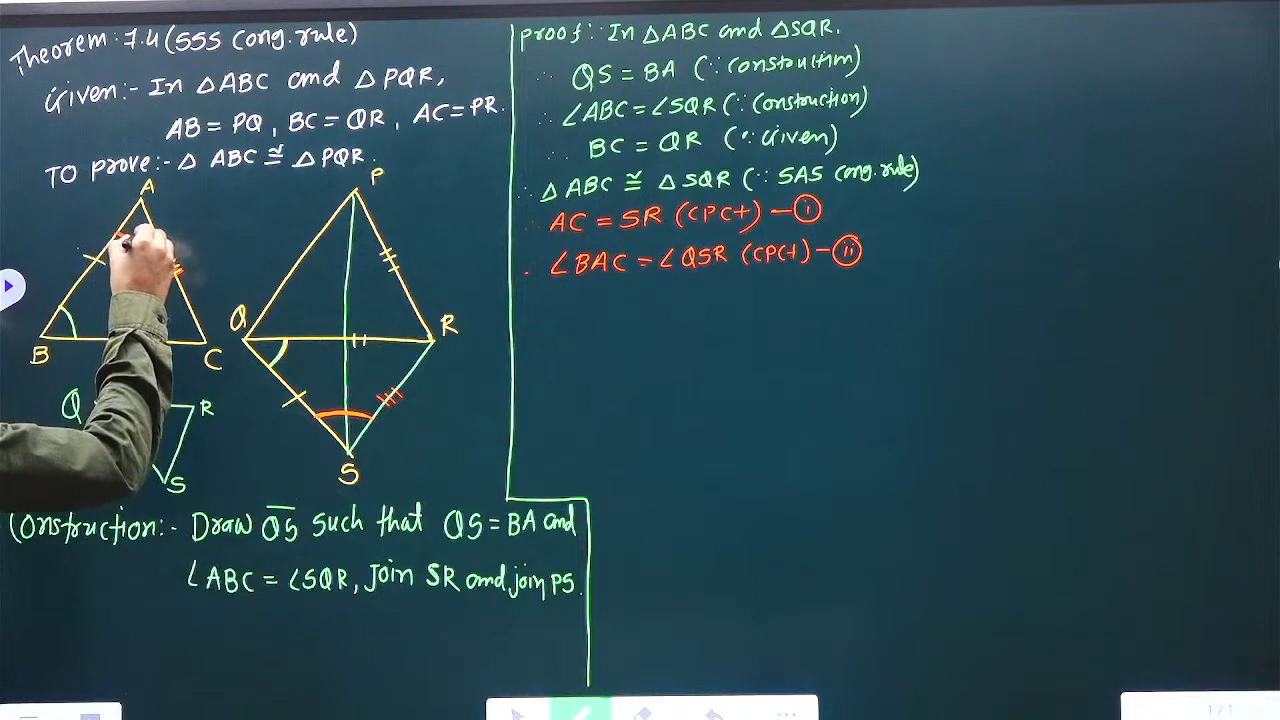 Theorem: 7.4 (SSS cong. rule)
Given:- In △ABC and △PQR,
AB = PQ, BC = QR, AC = PR.
TO prove:- △ ABC ≅ △ PQR.
A
P
B
C
Q
R
Q
R
S
S
Construction:- Draw Q̅S̅ such that QS = BA and
∠ABC = ∠SQR, join SR and join PS.
proof: In △ABC and △SQR.
∴ QS = BA (∵ construction)
∴ ∠ABC = ∠SQR (∵ construction)
∴ BC = QR (∵ Given)
∴ △ ABC ≅ △ SQR (∵ SAS cong. rule)
∴ AC = SR (CPCT) — i
∴ ∠BAC = ∠QSR (CPCT) — ii
1/1